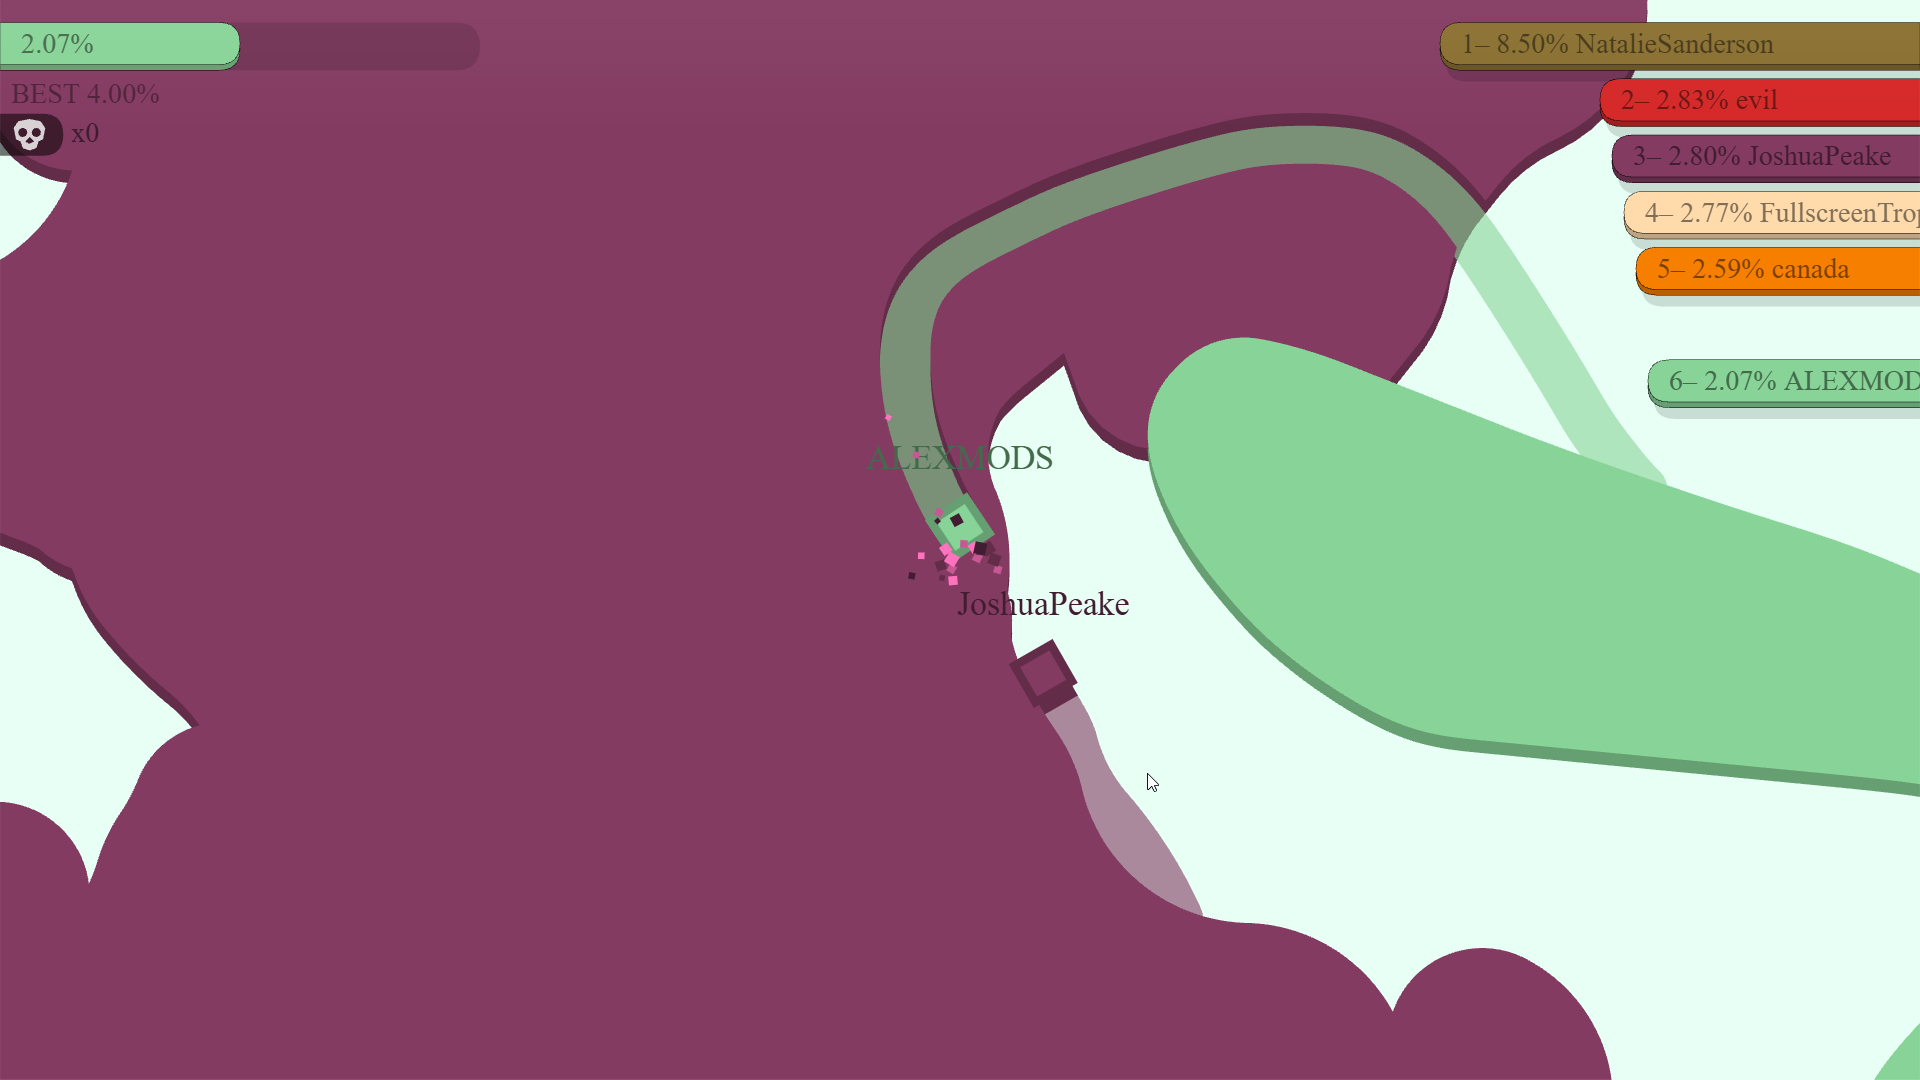 2.07%
BEST 4.00%
x0
1– 8.50% NatalieSanderson
2– 2.83% evil
3– 2.80% JoshuaPeake
4– 2.77% FullscreenTrop
5– 2.59% canada
6– 2.07% ALEXMOD
ALEXMODS
JoshuaPeake